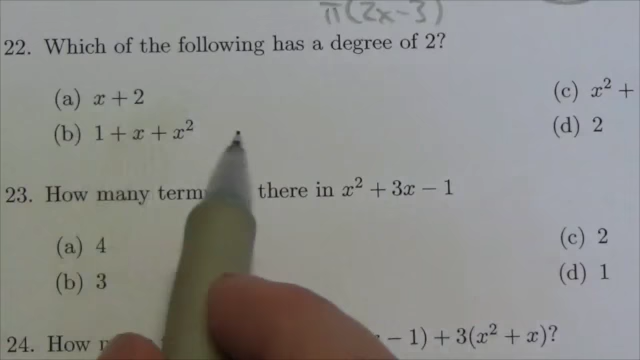 π(2x−3)
22. Which of the following has a degree of 2?
(a) x + 2
(c) x² +
(b) 1 + x + x²
(d) 2
23. How many term there in x² + 3x − 1
(a) 4
(c) 2
(b) 3
(d) 1
24. How − 1) + 3(x² + x)?